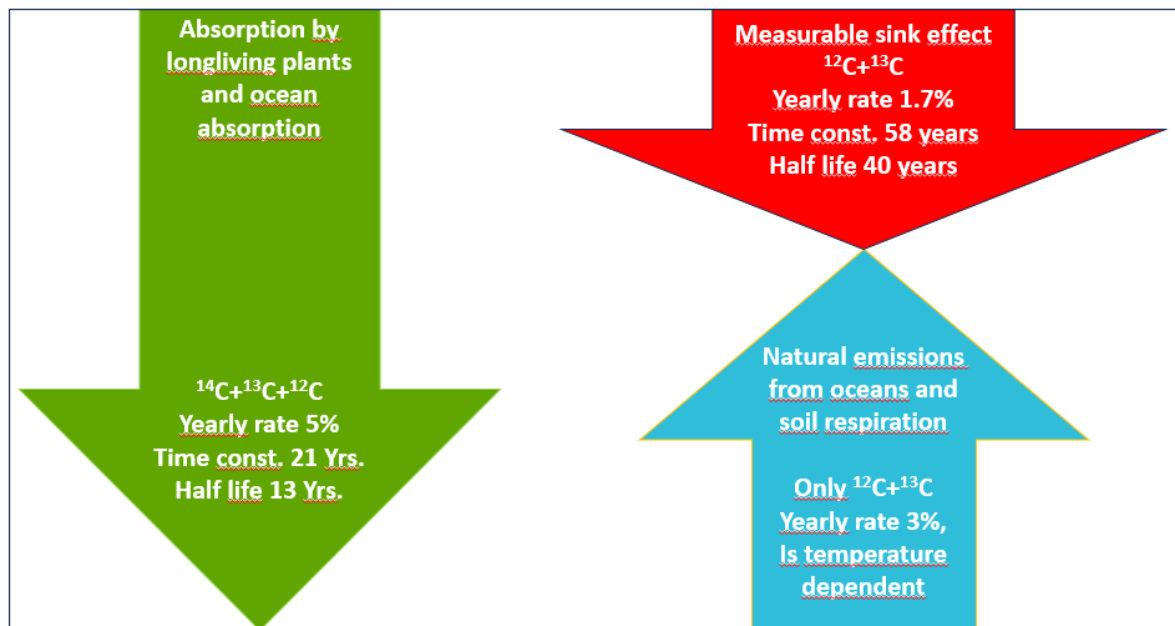 Absorption by
longliving plants
and ocean
absorption
¹⁴C+¹³C+¹²C
Yearly rate 5%
Time const. 21 Yrs.
Half life 13 Yrs.
Measurable sink effect
¹²C+¹³C
Yearly rate 1.7%
Time const. 58 years
Half life 40 years
Natural emissions
from oceans and
soil respiration
Only ¹²C+¹³C
Yearly rate 3%,
Is temperature
dependent